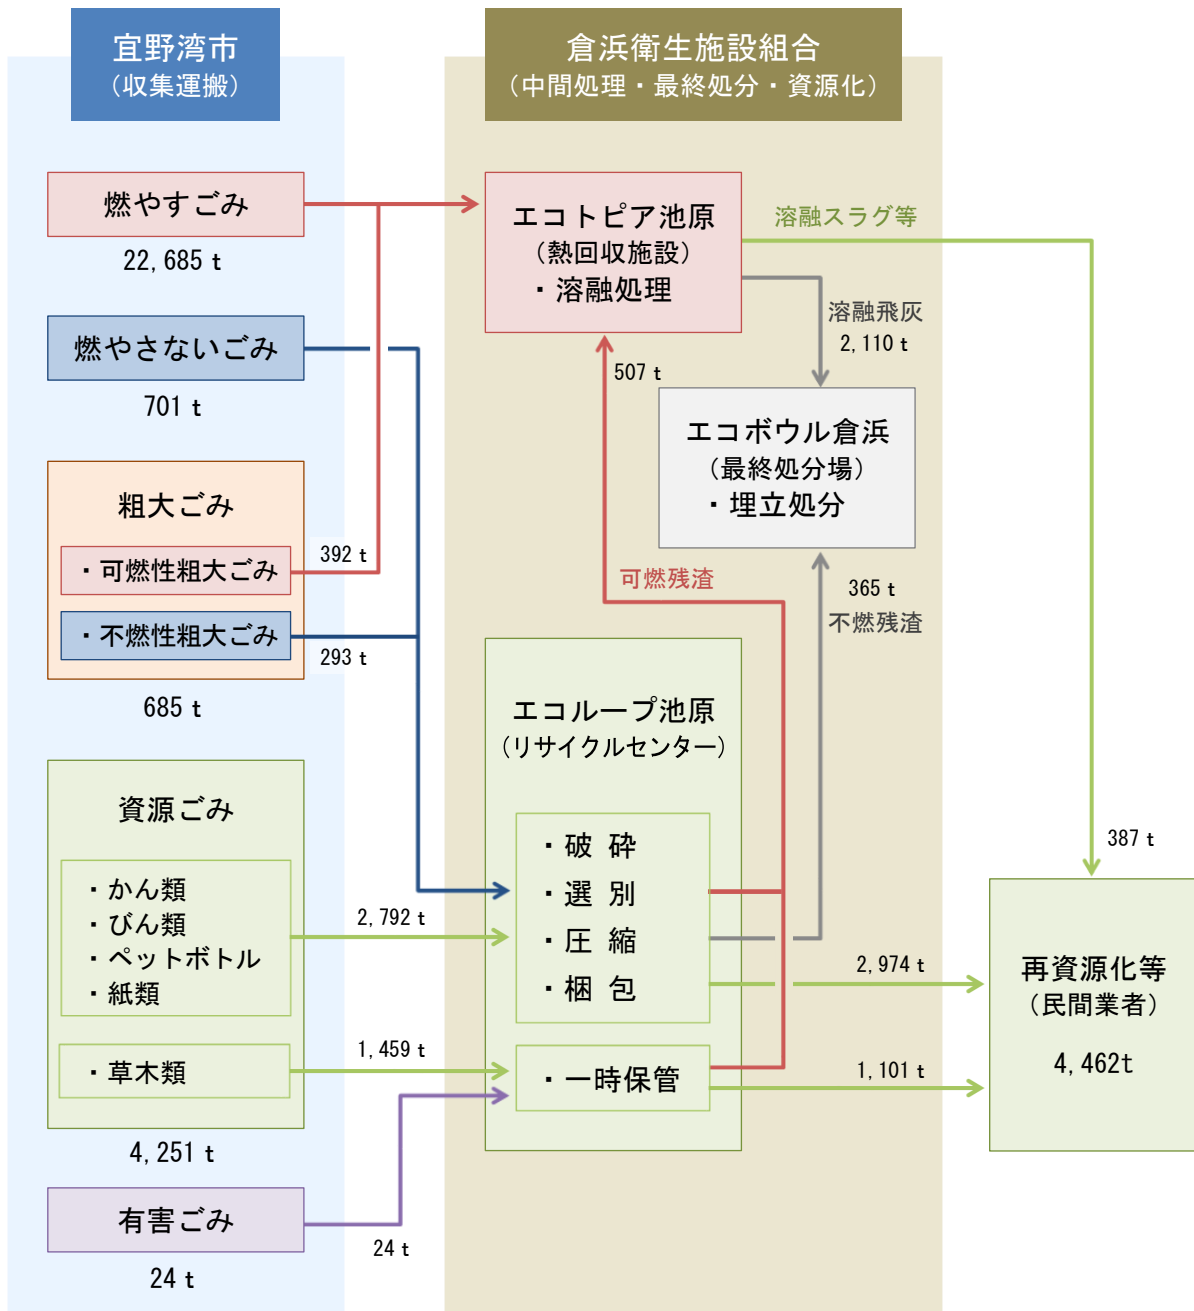 宜野湾市
（収集運搬）
倉浜衛生施設組合
（中間処理・最終処分・資源化）
燃やすごみ
22,685 t
燃やさないごみ
701 t
粗大ごみ
・可燃性粗大ごみ
392 t
・不燃性粗大ごみ
293 t
685 t
資源ごみ
・かん類
・びん類
・ペットボトル
・紙類
2,792 t
・草木類
1,459 t
4,251 t
有害ごみ
24 t
24 t
エコトピア池原
（熱回収施設）
・溶融処理
溶融スラグ等
溶融飛灰
2,110 t
507 t
エコボウル倉浜
（最終処分場）
・埋立処分
可燃残渣
365 t
不燃残渣
エコループ池原
（リサイクルセンター）
・破 砕
・選 別
・圧 縮
・梱 包
・一時保管
387 t
2,974 t
1,101 t
再資源化等
（民間業者）
4,462t